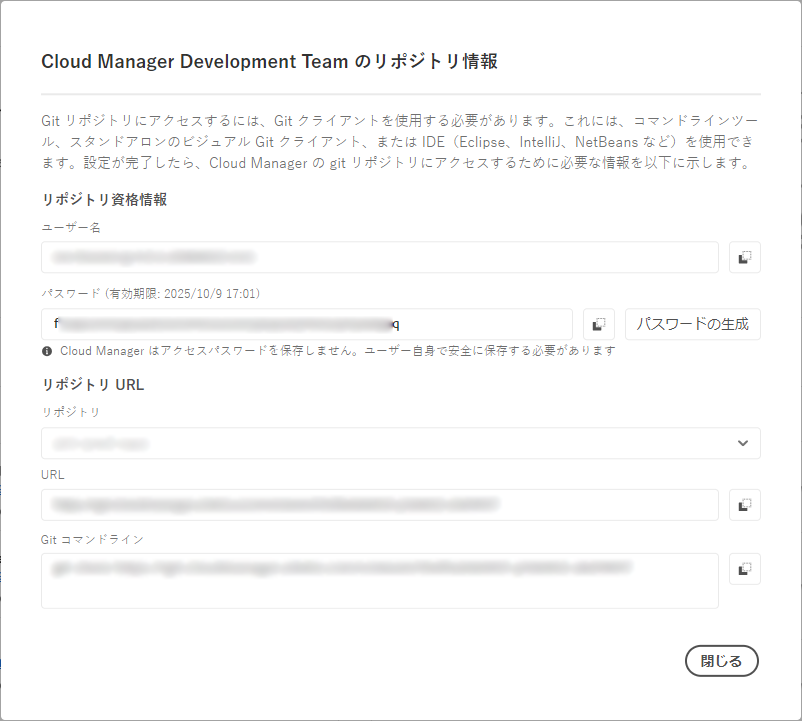 Cloud Manager Development Team のリポジトリ情報
Git リポジトリにアクセスするには、Git クライアントを使用する必要があります。これには、コマンドラインツー
ル、スタンドアロンのビジュアル Git クライアント、または IDE（Eclipse、IntelliJ、NetBeans など）を使用でき
ます。設定が完了したら、Cloud Manager の git リポジトリにアクセスするために必要な情報を以下に示します。
リポジトリ資格情報
ユーザー名
パスワード (有効期限: 2025/10/9 17:01)
パスワードの生成
Cloud Manager はアクセスパスワードを保存しません。ユーザー自身で安全に保存する必要があります
リポジトリ URL
リポジトリ
URL
Git コマンドライン
閉じる